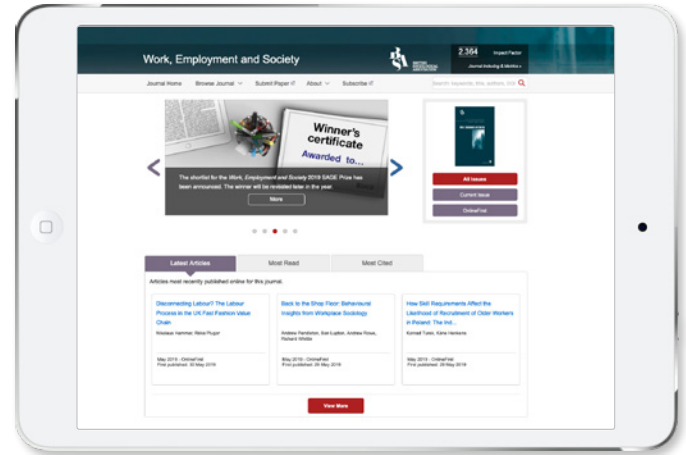 Work, Employment and Society
BSA
BRITISH SOCIOLOGICAL ASSOCIATION
2.364 Impact Factor
Journal Indexing & Metrics »
Journal Home Browse Journal Submit Paper About Subscribe
Search: keywords, title, authors,
Winner's
certificate
Awarded to...
The shortlist for the Work, Employment and Society 2019 SAGE Prize has
been announced. The winner will be revealed later in the year.
More
All Issues
Current Issue
OnlineFirst
Latest Articles Most Read Most Cited
Articles most recently published online for this journal.
Disconnecting Labour? The Labour
Process in the UK Fast Fashion Value
Chain
Nikolaus Hammer, Réka Plugor
May 2019 - OnlineFirst
First published: 30 May 2019
Back to the Shop Floor: Behavioural
Insights from Workplace Sociology
Andrew Pendleton, Ben Lupton, Andrew Rowe,
Richard Whittle
May 2019 - OnlineFirst
First published: 29 May 2019
How Skill Requirements Affect the
Likelihood of Recruitment of Older Workers
in Poland: The Ind...
Konrad Turek, Kène Henkens
May 2019 - OnlineFirst
First published: 29 May 2019
View More